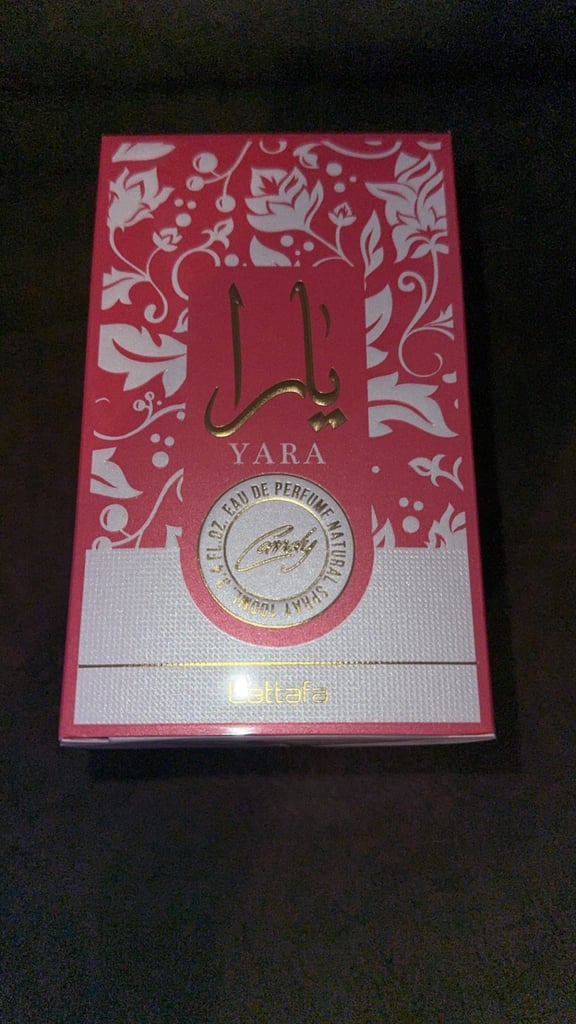 يارا
YARA
3.4 FL.OZ. EAU DE PERFUME NATURAL SPRAY 100ML
Candy
Lattafa